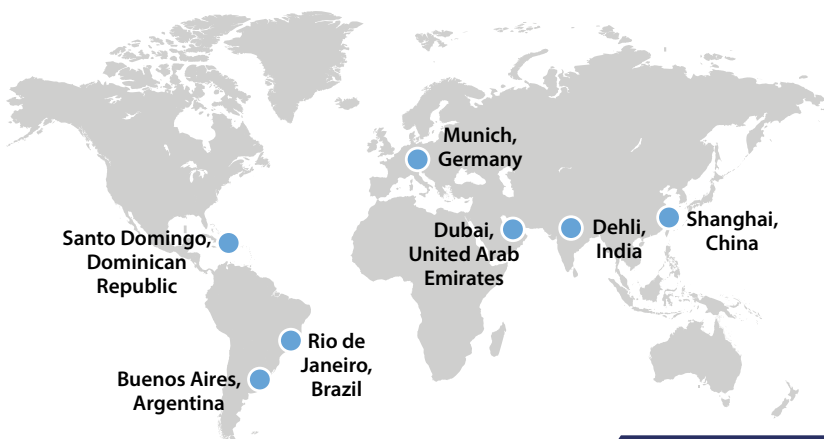 Munich,
Germany
Santo Domingo,
Dominican
Republic
Dubai,
United Arab
Emirates
Dehli,
India
Shanghai,
China
Rio de
Janeiro,
Brazil
Buenos Aires,
Argentina